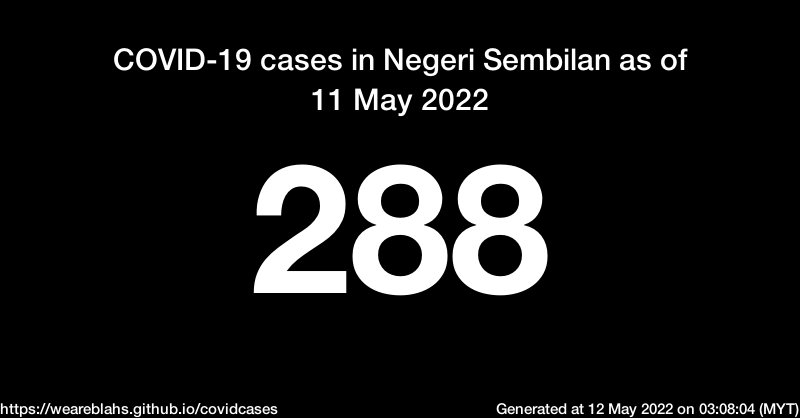 COVID-19 cases in Negeri Sembilan as of
11 May 2022
288
https://weareblahs.github.io/covidcases
Generated at 12 May 2022 on 03:08:04 (MYT)